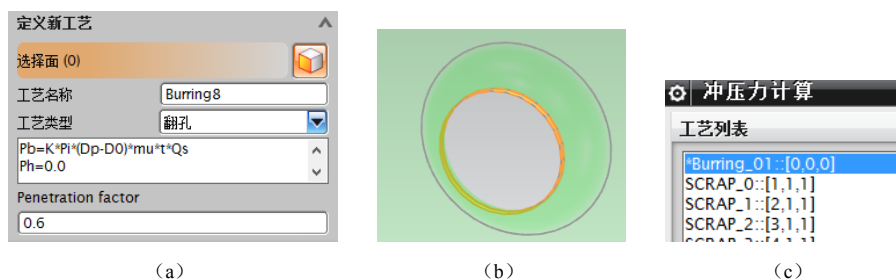 定义新工艺
选择面 (0)
工艺名称
Burring8
工艺类型
翻孔
Pb=K*Pi*(Dp-D0)*mu*t*Qs
Ph=0.0
Penetration factor
0.6
(a)
(b)
冲压力计算
工艺列表
*Burring_01::[0,0,0]
SCRAP_0::[1,1,1]
SCRAP_1::[2,1,1]
SCRAP_2::[3,1,1]
(c)